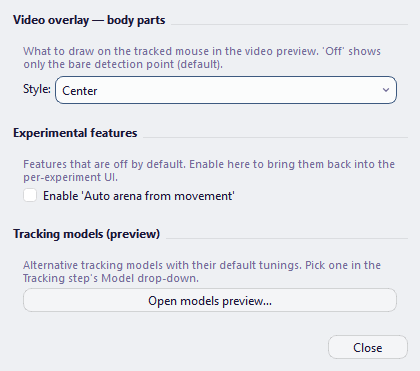 Video overlay — body parts
What to draw on the tracked mouse in the video preview. 'Off' shows
only the bare detection point (default).
Style: Center
Experimental features
Features that are off by default. Enable here to bring them back into the
per-experiment UI.
Enable 'Auto arena from movement'
Tracking models (preview)
Alternative tracking models with their default tunings. Pick one in the
Tracking step's Model drop-down.
Open models preview...
Close